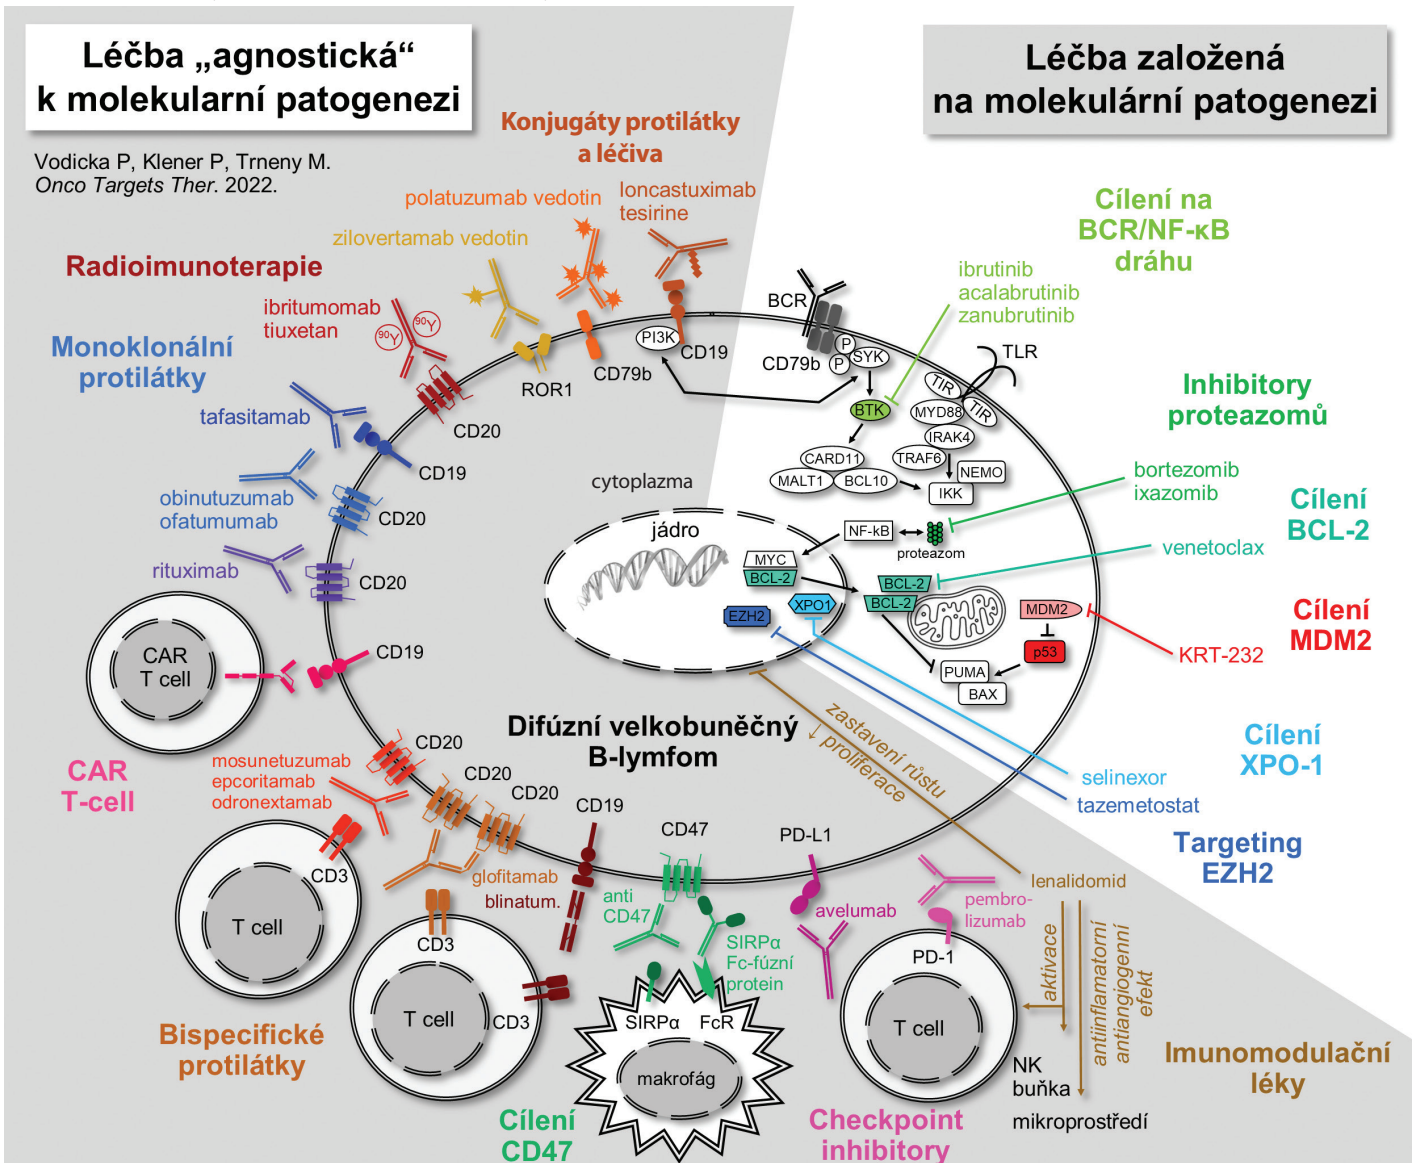 Léčba „agnostická“
k molekularní patogenezi
Léčba založená
na molekulární patogenezi
Vodicka P, Klener P, Trneny M.
Onco Targets Ther. 2022.
Konjugáty protilátky
a léčiva
polatuzumab vedotin
loncastuximab
tesirine
zilovertamab vedotin
Radioimunoterapie
ibritumomab
tiuxetan
90Y
90Y
Monoklonální
protilátky
tafasitamab
obinutuzumab
ofatumumab
rituximab
CD20
CD19
CD20
CD20
ROR1
CD79b
PI3K
CD19
BCR
CD79b
P
P
SYK
BTK
CARD11
MALT1
BCL10
TLR
TIR
TIR
MYD88
IRAK4
TRAF6
NEMO
IKK
Cílení na
BCR/NF-κB
dráhu
ibrutinib
acalabrutinib
zanubrutinib
Inhibitory
proteazomů
bortezomib
ixazomib
Cílení
BCL-2
venetoclax
Cílení
MDM2
KRT-232
Cílení
XPO-1
selinexor
tazemetostat
Targeting
EZH2
cytoplazma
jádro
NF-kB
proteazom
MYC
BCL-2
BCL-2
BCL-2
XPO1
EZH2
MDM2
p53
PUMA
BAX
Difúzní velkobuněčný
B-lymfom
zastavení růstu
↓ proliferace
CAR
T cell
CD19
CAR
T-cell
mosunetuzumab
epcoritamab
odronextamab
CD20
CD20
CD20
CD3
T cell
glofitamab
blinatum.
CD19
CD3
T cell
CD3
Bispecifické
protilátky
CD47
anti
CD47
SIRPα
Fc-fúzní
protein
SIRPα
FcR
makrofág
Cílení
CD47
PD-L1
avelumab
pembro-
lizumab
PD-1
T cell
Checkpoint
inhibitory
lenalidomid
aktivace
antiinflamatorní
antiangiogenní
efekt
NK
buňka
mikroprostředí
Imunomodulační
léky